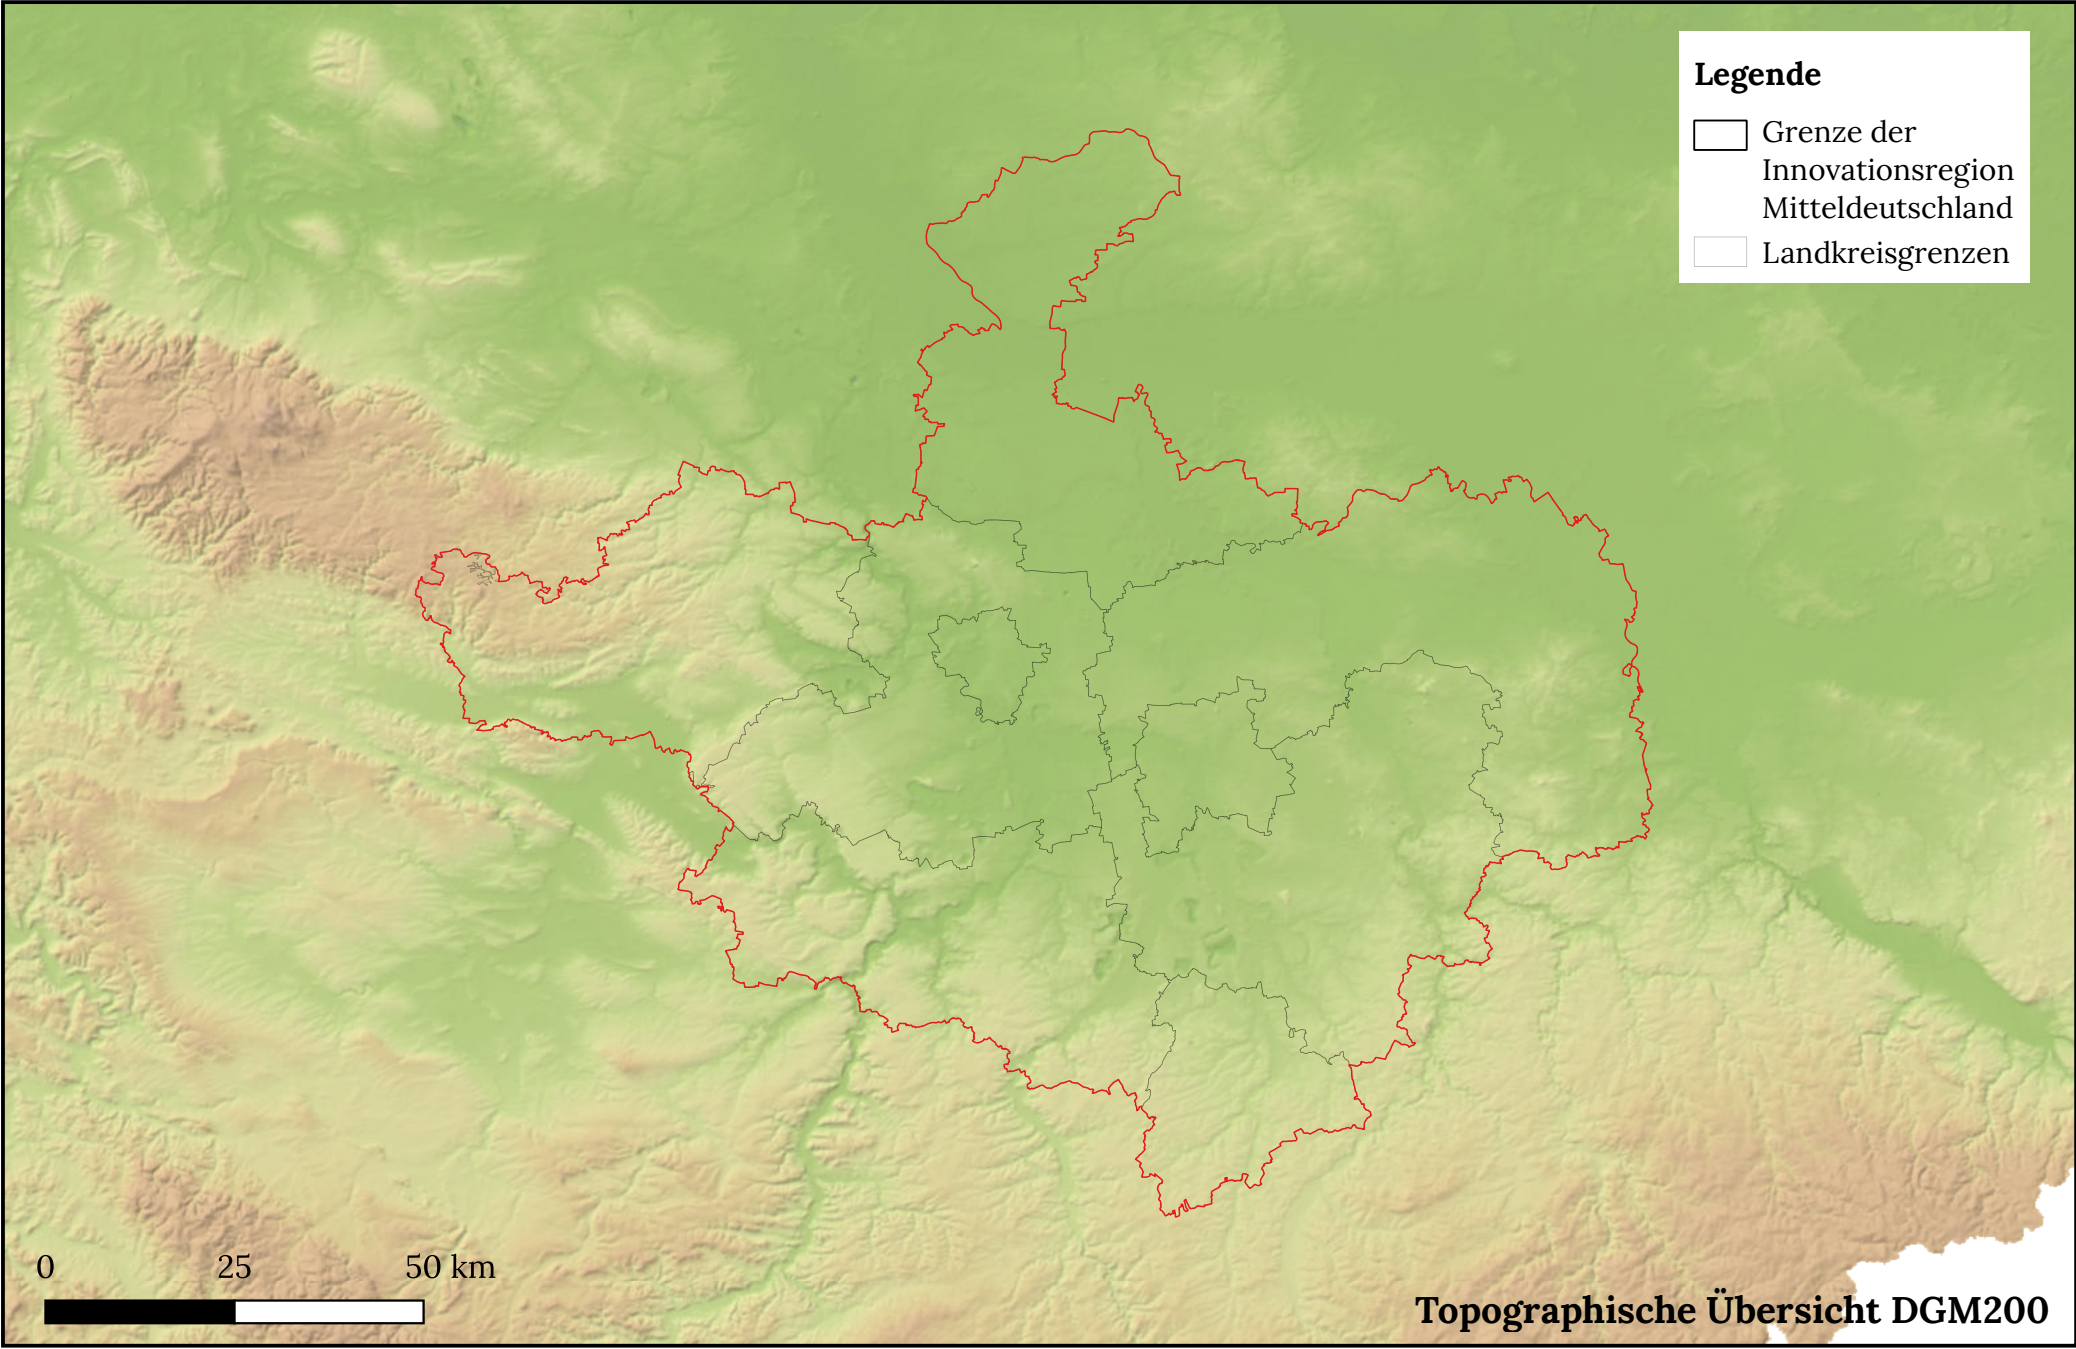 Legende
Grenze der
Innovationsregion
Mitteldeutschland
Landkreisgrenzen
0 25 50 km
Topographische Übersicht DGM200